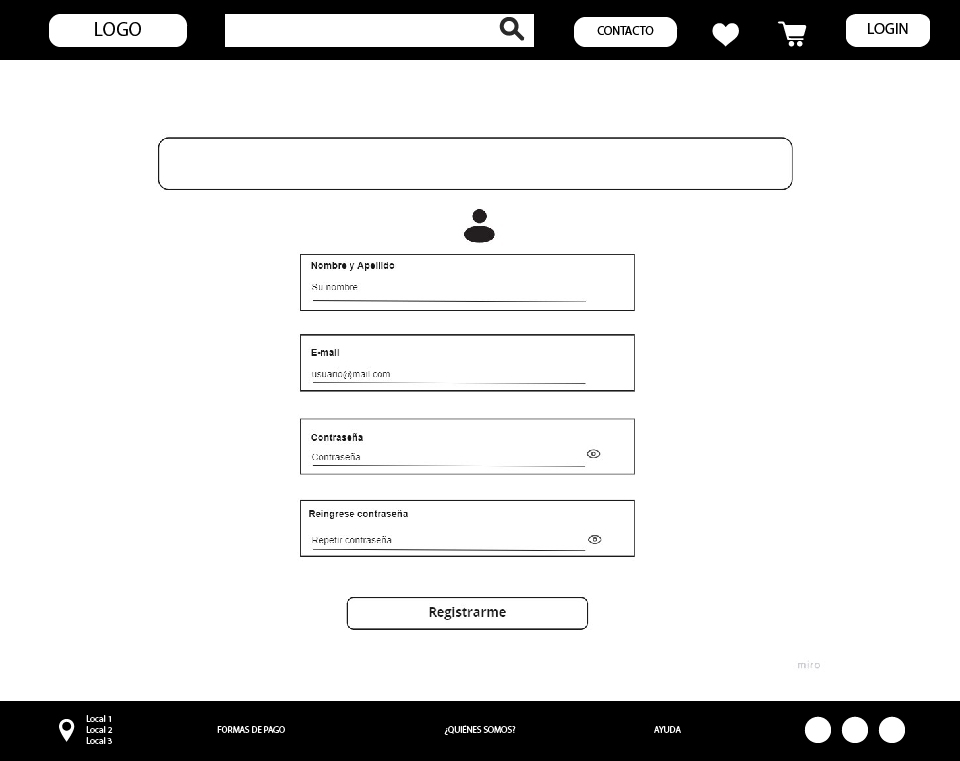 LOGO
CONTACTO
LOGIN
Nombre y Apellido
Su nombre
E-mail
usuario@mail.com
Contraseña
Contraseña
Reingrese contraseña
Repetir contraseña
Registrarme
miro
Local 1
Local 2
Local 3
FORMAS DE PAGO
¿QUIÉNES SOMOS?
AYUDA